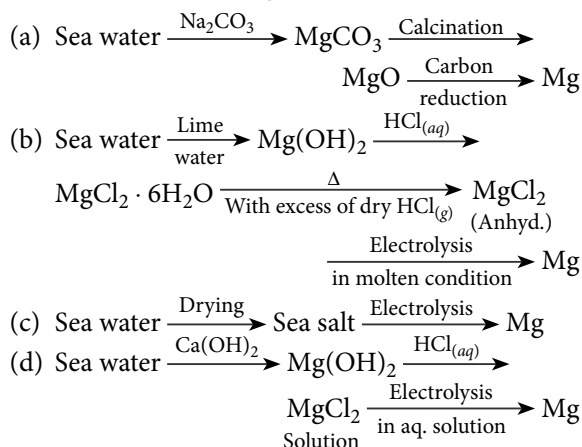 (a) Sea water Na₂CO₃ → MgCO₃ Calcination →
MgO Carbon reduction → Mg
(b) Sea water Lime water → Mg(OH)₂ HCl(aq) →
MgCl₂ · 6H₂O Δ With excess of dry HCl(g) → MgCl₂ (Anhyd.)
Electrolysis in molten condition → Mg
(c) Sea water Drying → Sea salt Electrolysis → Mg
(d) Sea water Ca(OH)₂ → Mg(OH)₂ HCl(aq) →
MgCl₂ Solution Electrolysis in aq. solution → Mg